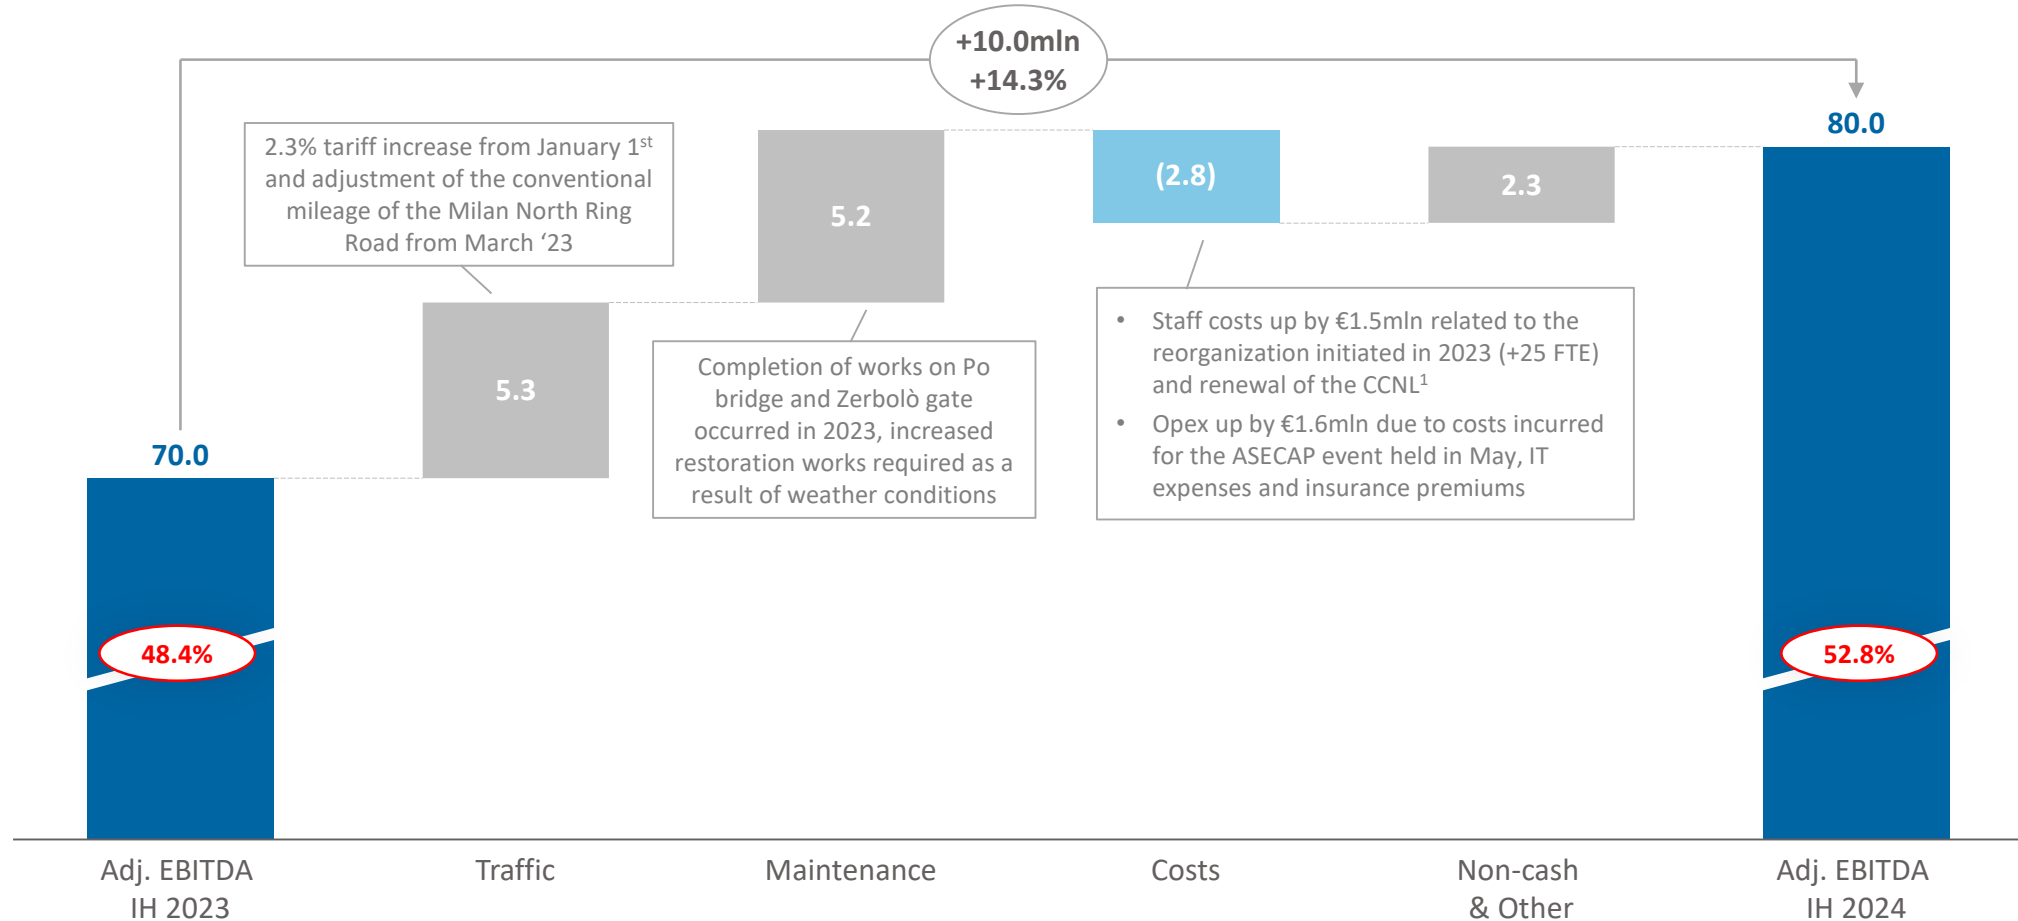 +10.0mln
+14.3%
80.0
2.3% tariff increase from January 1st
and adjustment of the conventional
mileage of the Milan North Ring
Road from March ‘23
5.2
(2.8)
2.3
5.3
70.0
Completion of works on Po
bridge and Zerbolò gate
occurred in 2023, increased
restoration works required as a
result of weather conditions
• Staff costs up by €1.5mln related to the
reorganization initiated in 2023 (+25 FTE)
and renewal of the CCNL1
• Opex up by €1.6mln due to costs incurred
for the ASECAP event held in May, IT
expenses and insurance premiums
48.4%
52.8%
Adj. EBITDA
IH 2023
Traffic
Maintenance
Costs
Non-cash
& Other
Adj. EBITDA
IH 2024